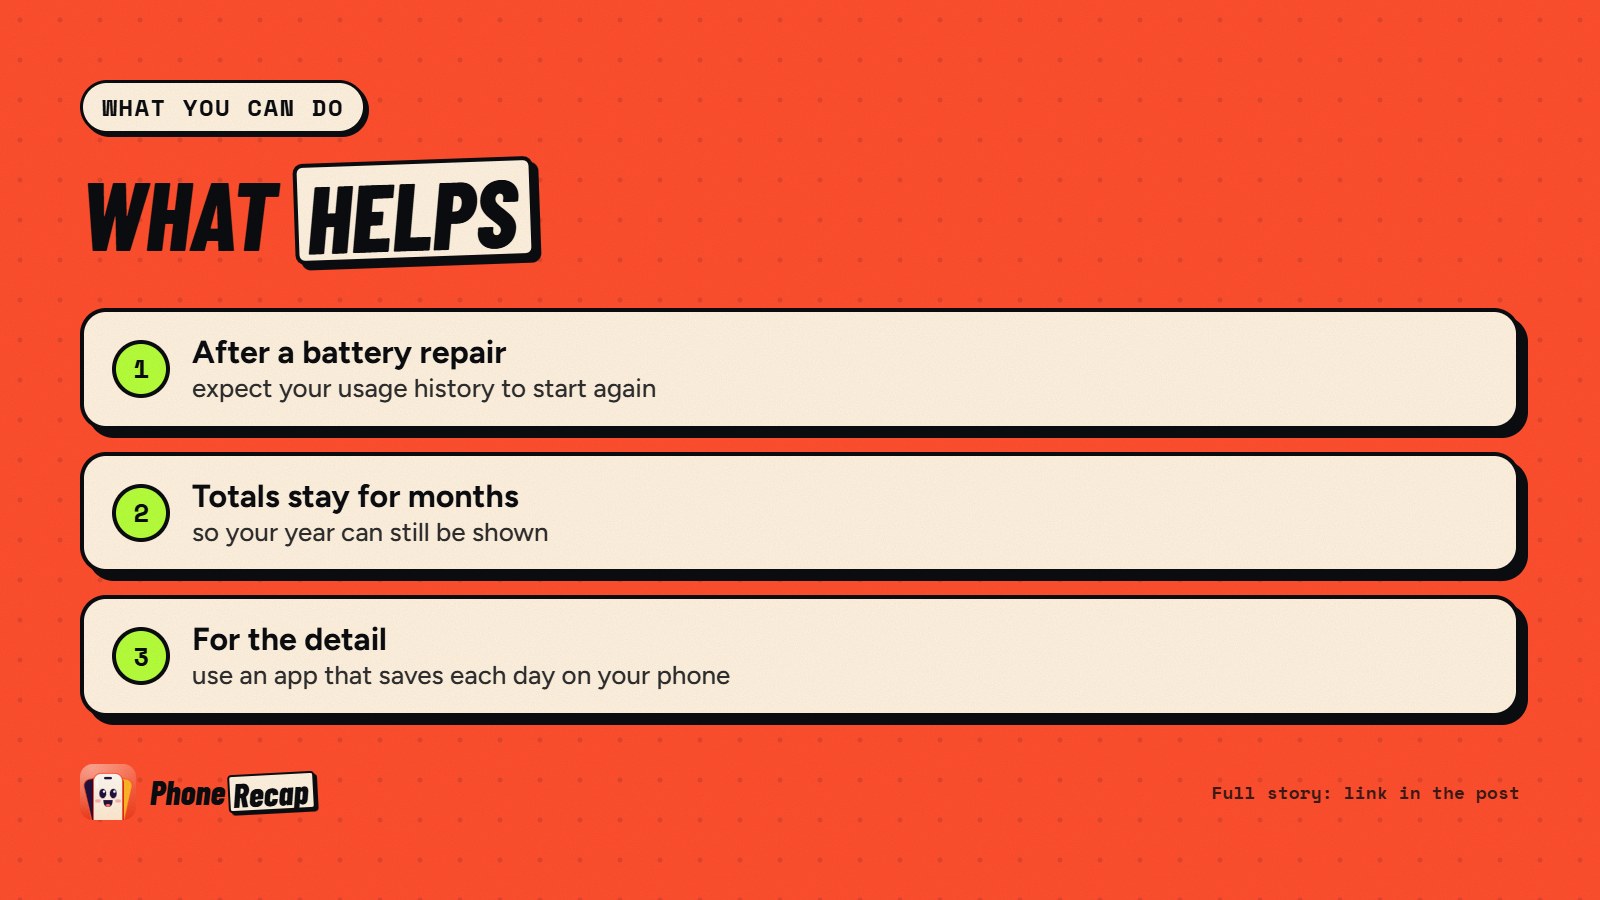 WHAT YOU CAN DO
WHAT HELPS
1
After a battery repair
expect your usage history to start again
2
Totals stay for months
so your year can still be shown
3
For the detail
use an app that saves each day on your phone
Phone Recap
Full story: link in the post